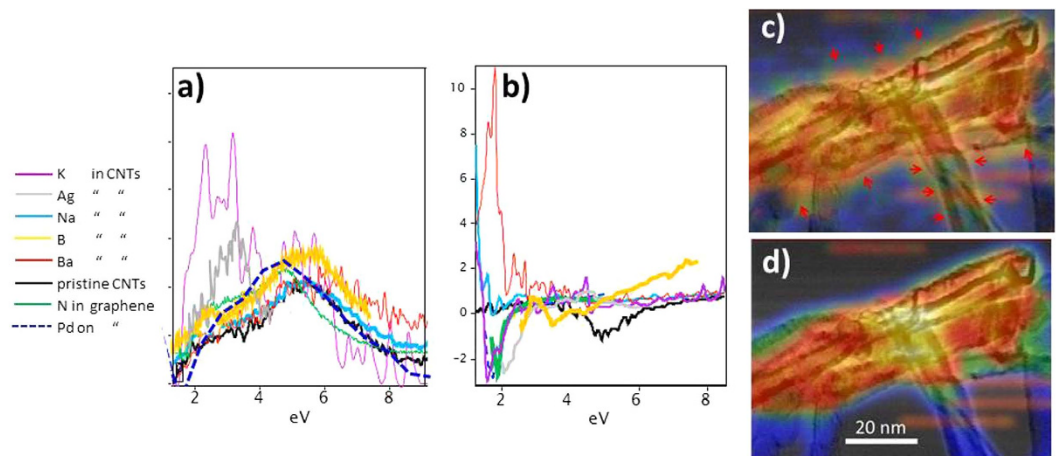 a)
b)
c)
d)
K in CNTs
Ag “ “
Na “ “
B “ “
Ba “ “
pristine CNTs
N in graphene
Pd on “
10
8
6
4
2
0
−2
2 4 6 8
eV
2 4 6 8
eV
20 nm